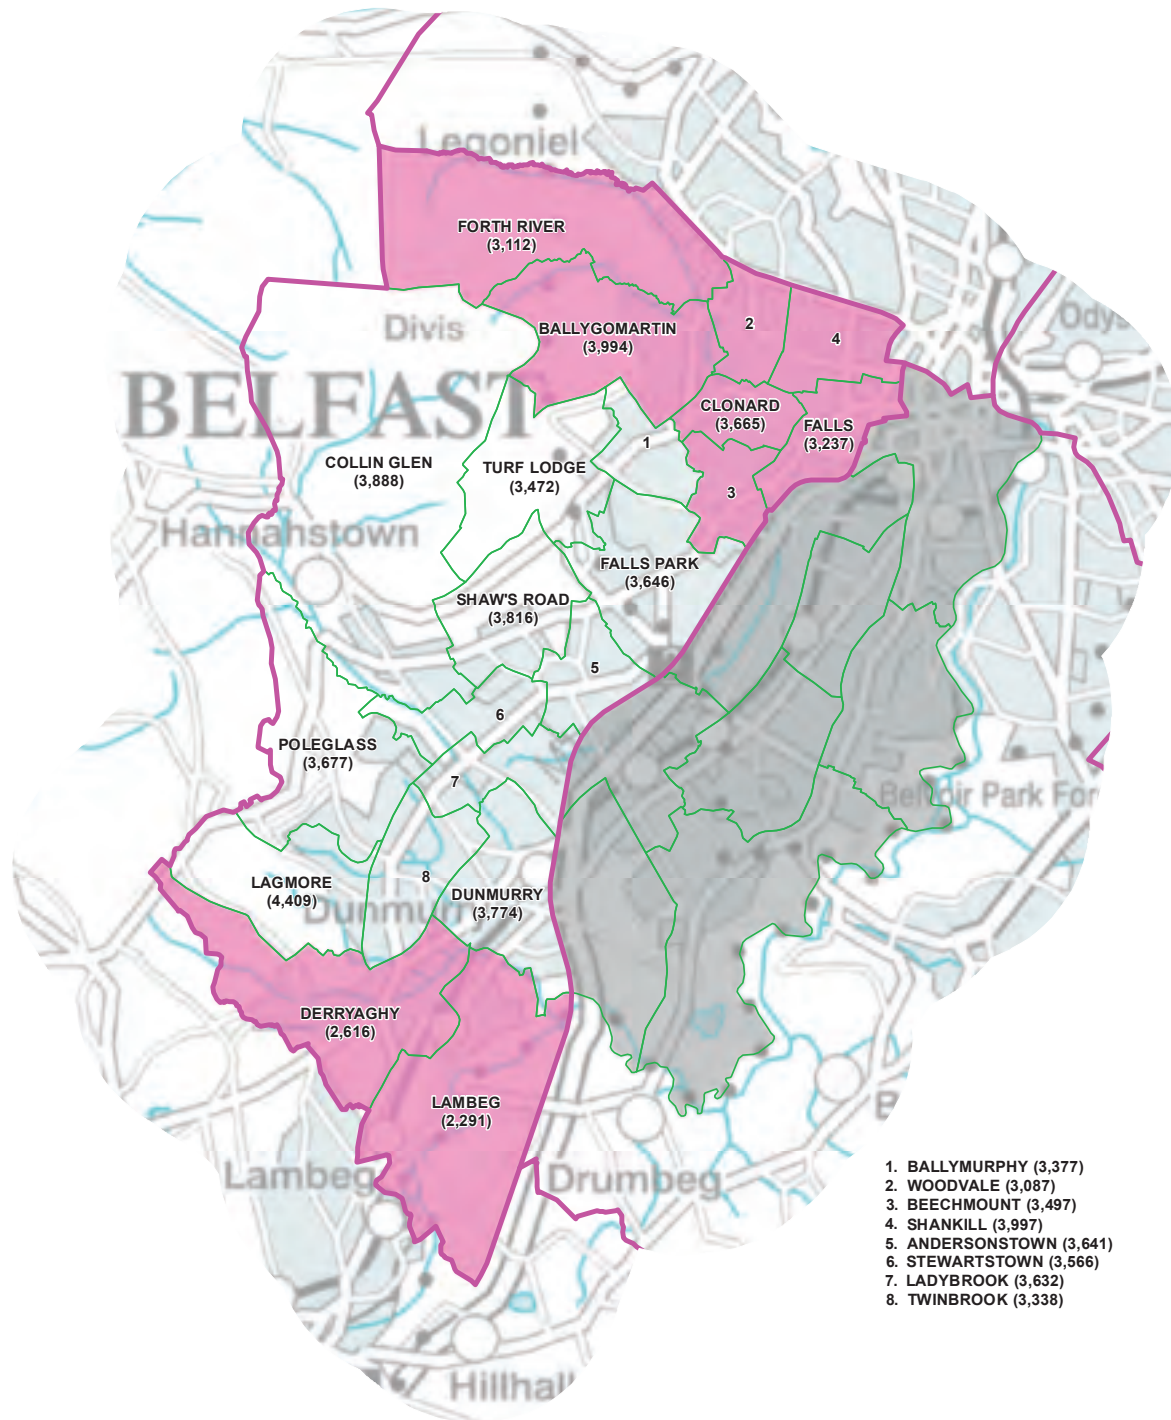 Legoniel
FORTH RIVER
(3,112)
Divis
BALLYGOMARTIN
(3,994)
2
4
Odys
BELFAST
CLONARD
(3,665)
FALLS
(3,237)
1
COLLIN GLEN
(3,888)
TURF LODGE
(3,472)
3
Hannahstown
FALLS PARK
(3,646)
SHAW'S ROAD
(3,816)
5
6
POLEGLASS
(3,677)
7
Belvoir Park For
LAGMORE
(4,409)
8
DUNMURRY
(3,774)
Dunmurr
DERRYAGHY
(2,616)
LAMBEG
(2,291)
B
Lambeg
Drumbeg
1. BALLYMURPHY (3,377)
2. WOODVALE (3,087)
3. BEECHMOUNT (3,497)
4. SHANKILL (3,997)
5. ANDERSONSTOWN (3,641)
6. STEWARTSTOWN (3,566)
7. LADYBROOK (3,632)
8. TWINBROOK (3,338)
Hillhall